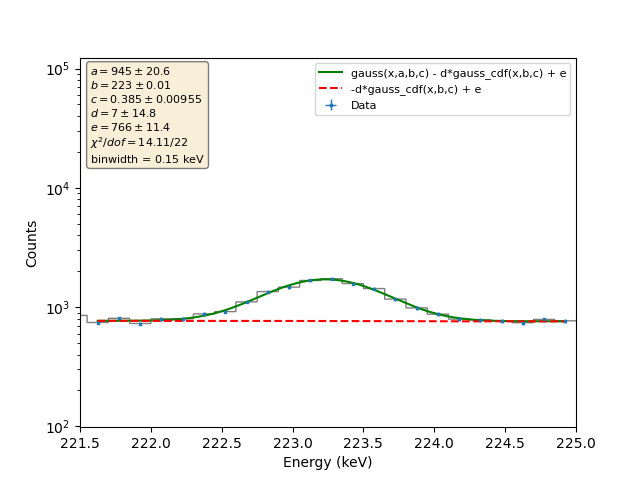 a = 945 ± 20.6
b = 223 ± 0.01
c = 0.385 ± 0.00955
d = 7 ± 14.8
e = 766 ± 11.4
χ²/dof = 14.11/22
binwidth = 0.15 keV
gauss(x,a,b,c) - d*gauss_cdf(x,b,c) + e
-d*gauss_cdf(x,b,c) + e
Data
10⁵
10⁴
10³
10²
Counts
221.5 222.0 222.5 223.0 223.5 224.0 224.5 225.0
Energy (keV)